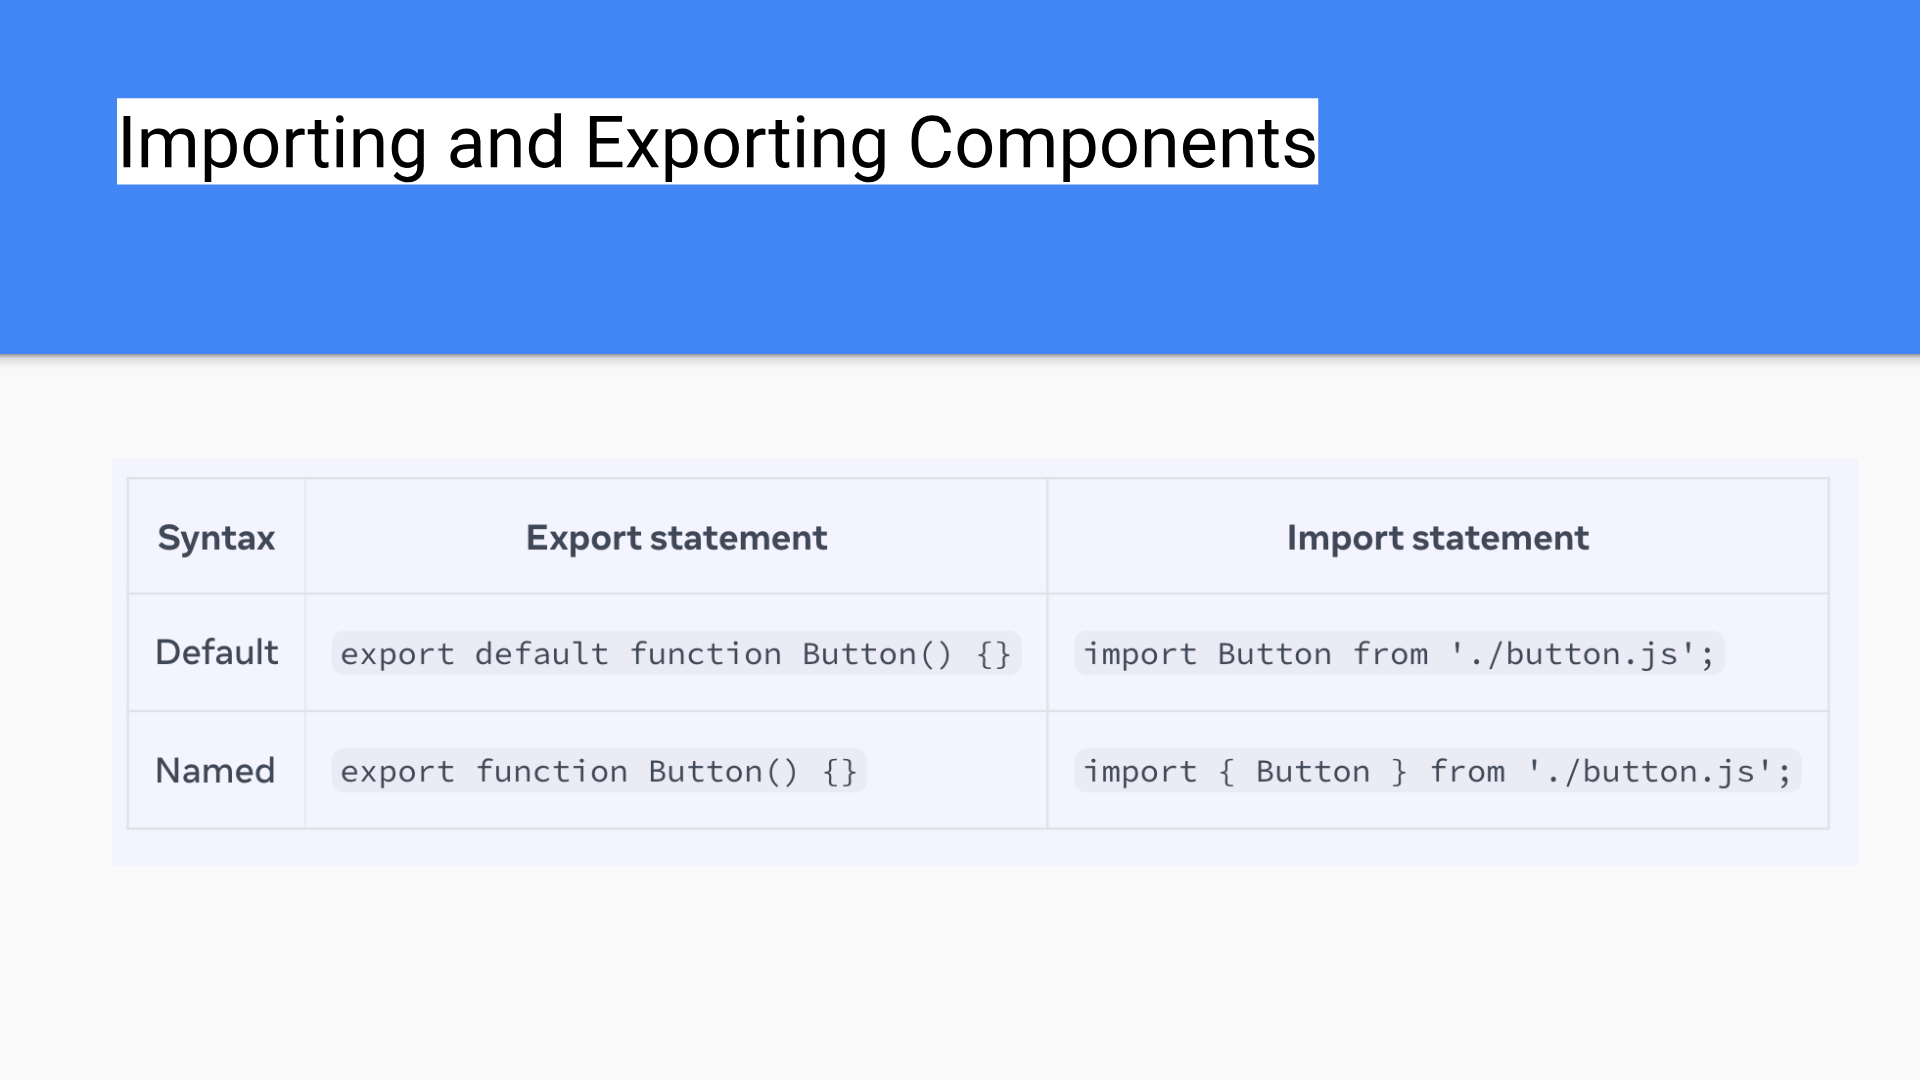 Importing and Exporting Components
Syntax Export statement Import statement
Default export default function Button() {} import Button from './button.js';
Named export function Button() {} import { Button } from './button.js';